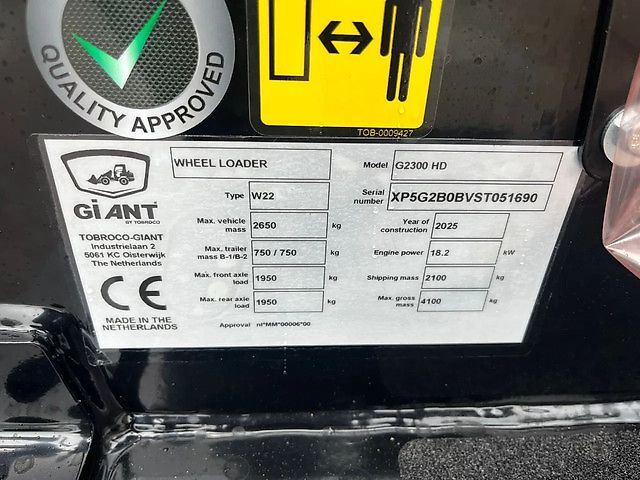 QUALITY APPROVED
TOB-0009427
WHEEL LOADER
Model G2300 HD
Type W22
Serial number XP5G2B0BVST051690
GiANT
BY TOBROCO
TOBROCO-GIANT
Industrielaan 2
5061 KC Oisterwijk
The Netherlands
CE
MADE IN THE
NETHERLANDS
Max. vehicle mass 2650 kg
Year of construction 2025
Max. trailer mass B-1/B-2 750 / 750 kg
Engine power 18.2 kW
Max. front axle load 1950 kg
Shipping mass 2100 kg
Max. rear axle load 1950 kg
Max. gross mass 4100 kg
Approval nl*MM*00006*00